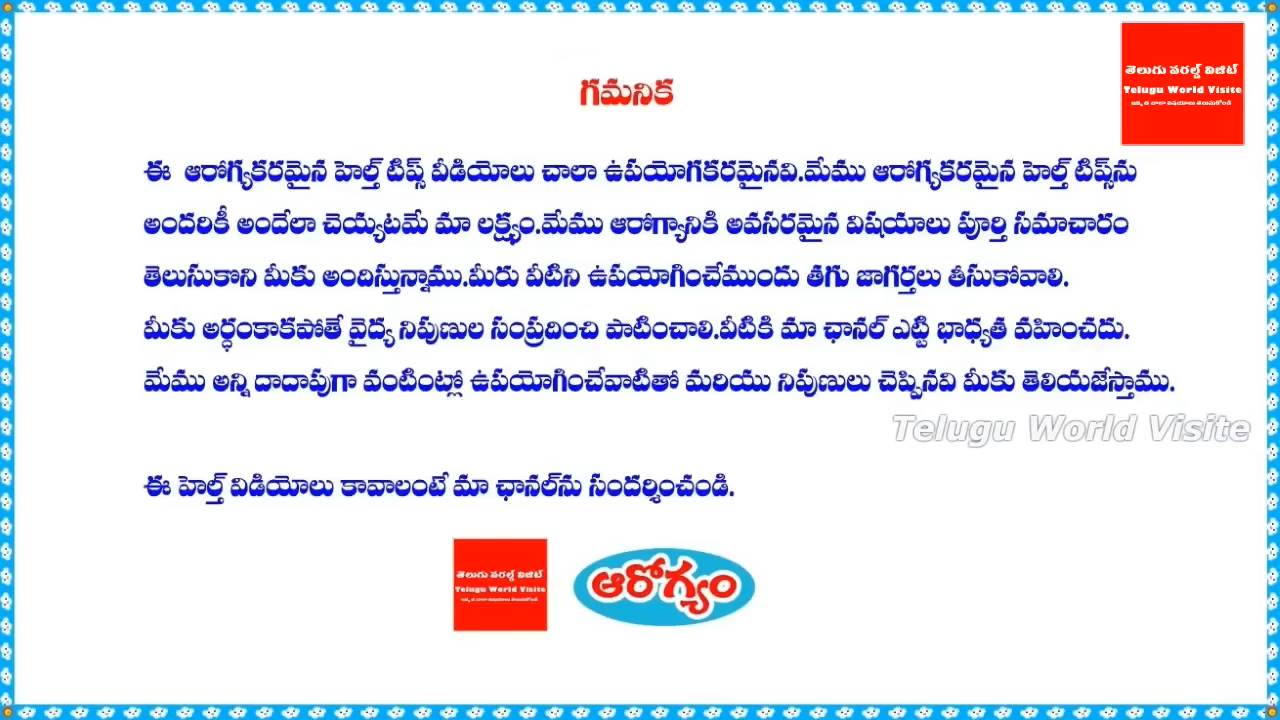 తెలుగు వరల్డ్ విజిట్
Telugu World Visite
గమనిక
ఈ ఆరోగ్యకరమైన హెల్త్ టిప్స్ వీడియోలు చాలా ఉపయోగకరమైనవి.మేము ఆరోగ్యకరమైన హెల్త్ టిప్స్‌ను
అందరికీ అందేలా చెయ్యటమే మా లక్ష్యం.మేము ఆరోగ్యానికి అవసరమైన విషయాలు పూర్తి సమాచారం
తెలుసుకొని మీకు అందిస్తున్నాము.మీరు వీటిని ఉపయోగించేముందు తగు జాగర్తలు తీసుకోవాలి.
మీకు అర్ధంకాకపోతే వైద్య నిపుణుల సంప్రదించి పాటించాలి.వీటికి మా ఛానల్ ఎట్టి భాధ్యత వహించదు.
మేము అన్ని దాదాపుగా వంటింట్లో ఉపయోగించేవాటితో మరియు నిపుణులు చెప్పినవి మీకు తెలియజేస్తాము.
Telugu World Visite
ఈ హెల్త్ విడియోలు కావాలంటే మా ఛానల్‌ను సందర్శించండి.
తెలుగు వరల్డ్ విజిట్
Telugu World Visite
ఆరోగ్యం